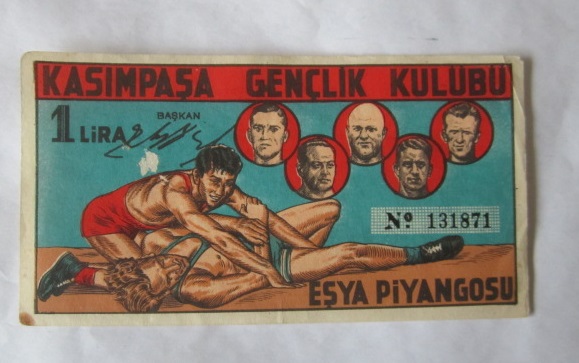 KASIMPAŞA GENÇLİK KULÜBÜ
1 LİRA
BAŞKAN
Nº 131871
EŞYA PİYANGOSU